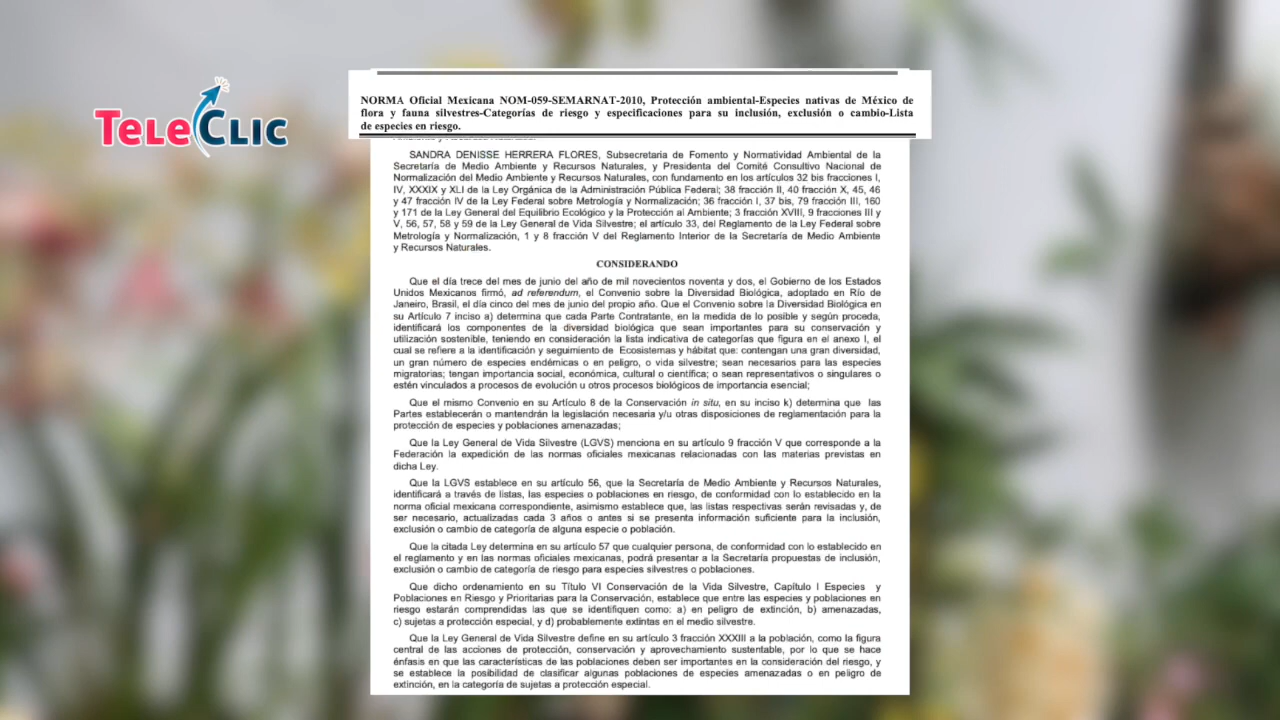 TELECLIC
NORMA Oficial Mexicana NOM-059-SEMARNAT-2010, Protección ambiental-Especies nativas de México de
flora y fauna silvestres-Categorías de riesgo y especificaciones para su inclusión, exclusión o cambio-Lista
de especies en riesgo.
SANDRA DENISSE HERRERA FLORES, Subsecretaria de Fomento y Normatividad Ambiental de la
Secretaría de Medio Ambiente y Recursos Naturales, y Presidenta del Comité Consultivo Nacional de
Normalización del Medio Ambiente y Recursos Naturales, con fundamento en los artículos 32 bis fracciones I,
IV, XXXIX y XLI de la Ley Orgánica de la Administración Pública Federal; 38 fracción II, 40 fracción X, 45, 46
y 47 fracción IV de la Ley Federal sobre Metrología y Normalización; 36 fracción I, 37 bis, 79 fracción III, 160
y 171 de la Ley General del Equilibrio Ecológico y la Protección al Ambiente; 3 fracción XVIII, 9 fracciones III y
V, 56, 57, 58 y 59 de la Ley General de Vida Silvestre; el artículo 33, del Reglamento de la Ley Federal sobre
Metrología y Normalización, 1 y 8 fracción V del Reglamento Interior de la Secretaría de Medio Ambiente
y Recursos Naturales.
CONSIDERANDO
Que el día trece del mes de junio del año de mil novecientos noventa y dos, el Gobierno de los Estados
Unidos Mexicanos firmó, ad referendum, el Convenio sobre la Diversidad Biológica, adoptado en Río de
Janeiro, Brasil, el día cinco del mes de junio del propio año. Que el Convenio sobre la Diversidad Biológica en
su Artículo 7 inciso a) determina que cada Parte Contratante, en la medida de lo posible y según proceda,
identificará los componentes de la diversidad biológica que sean importantes para su conservación y
utilización sostenible, teniendo en consideración la lista indicativa de categorías que figura en el anexo I, el
cual se refiere a la identificación y seguimiento de Ecosistemas y hábitat que: contengan una gran diversidad,
un gran número de especies endémicas o en peligro, o vida silvestre; sean necesarios para las especies
migratorias; tengan importancia social, económica, cultural o científica; o sean representativos o singulares o
estén vinculados a procesos de evolución u otros procesos biológicos de importancia esencial;
Que el mismo Convenio en su Artículo 8 de la Conservación in situ, en su inciso k) determina que las
Partes establecerán o mantendrán la legislación necesaria y/u otras disposiciones de reglamentación para la
protección de especies y poblaciones amenazadas;
Que la Ley General de Vida Silvestre (LGVS) menciona en su artículo 9 fracción V que corresponde a la
Federación la expedición de las normas oficiales mexicanas relacionadas con las materias previstas en
dicha Ley.
Que la LGVS establece en su artículo 56, que la Secretaría de Medio Ambiente y Recursos Naturales,
identificará a través de listas, las especies o poblaciones en riesgo, de conformidad con lo establecido en la
norma oficial mexicana correspondiente, asimismo establece que, las listas respectivas serán revisadas y, de
ser necesario, actualizadas cada 3 años o antes si se presenta información suficiente para la inclusión,
exclusión o cambio de categoría de alguna especie o población.
Que la citada Ley determina en su artículo 57 que cualquier persona, de conformidad con lo establecido en
el reglamento y en las normas oficiales mexicanas, podrá presentar a la Secretaría propuestas de inclusión,
exclusión o cambio de categoría de riesgo para especies silvestres o poblaciones.
Que dicho ordenamiento en su Título VI Conservación de la Vida Silvestre, Capítulo I Especies y
Poblaciones en Riesgo y Prioritarias para la Conservación, establece que entre las especies y poblaciones en
riesgo estarán comprendidas las que se identifiquen como: a) en peligro de extinción, b) amenazadas,
c) sujetas a protección especial, y d) probablemente extintas en el medio silvestre.
Que la Ley General de Vida Silvestre define en su artículo 3 fracción XXXIII a la población, como la figura
central de las acciones de protección, conservación y aprovechamiento sustentable, por lo que se hace
énfasis en que las características de las poblaciones deben ser importantes en la consideración del riesgo, y
se establece la posibilidad de clasificar algunas poblaciones de especies amenazadas o en peligro de
extinción, en la categoría de sujetas a protección especial.